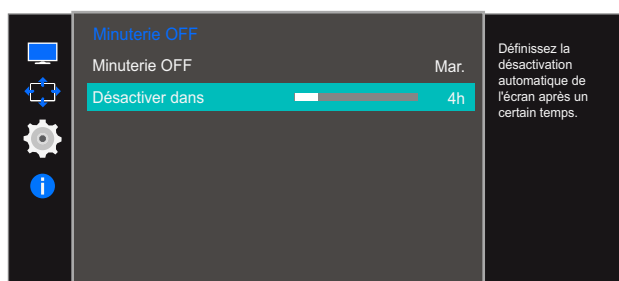 Minuterie OFF
Minuterie OFF Mar.
Désactiver dans 4h
Définissez la
désactivation
automatique de
l'écran après un
certain temps.